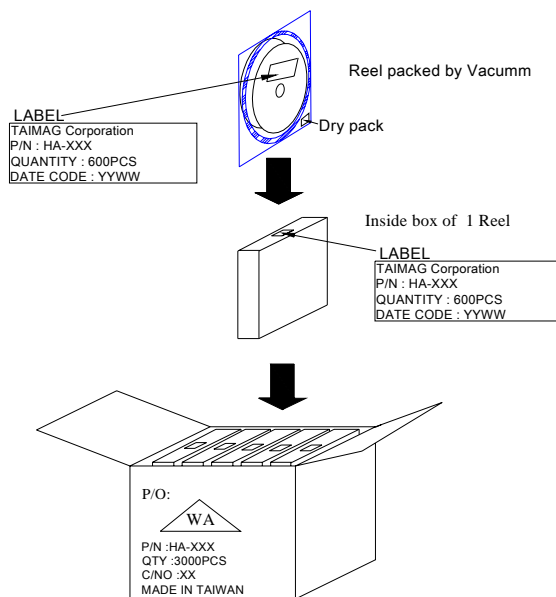 Reel packed by Vacumm
LABEL
TAIMAG Corporation
P/N : HA-XXX
QUANTITY : 600PCS
DATE CODE : YYWW
Dry pack
Inside box of 1 Reel
LABEL
TAIMAG Corporation
P/N : HA-XXX
QUANTITY : 600PCS
DATE CODE : YYWW
P/O:
WA
P/N :HA-XXX
QTY :3000PCS
C/NO :XX
MADE IN TAIWAN